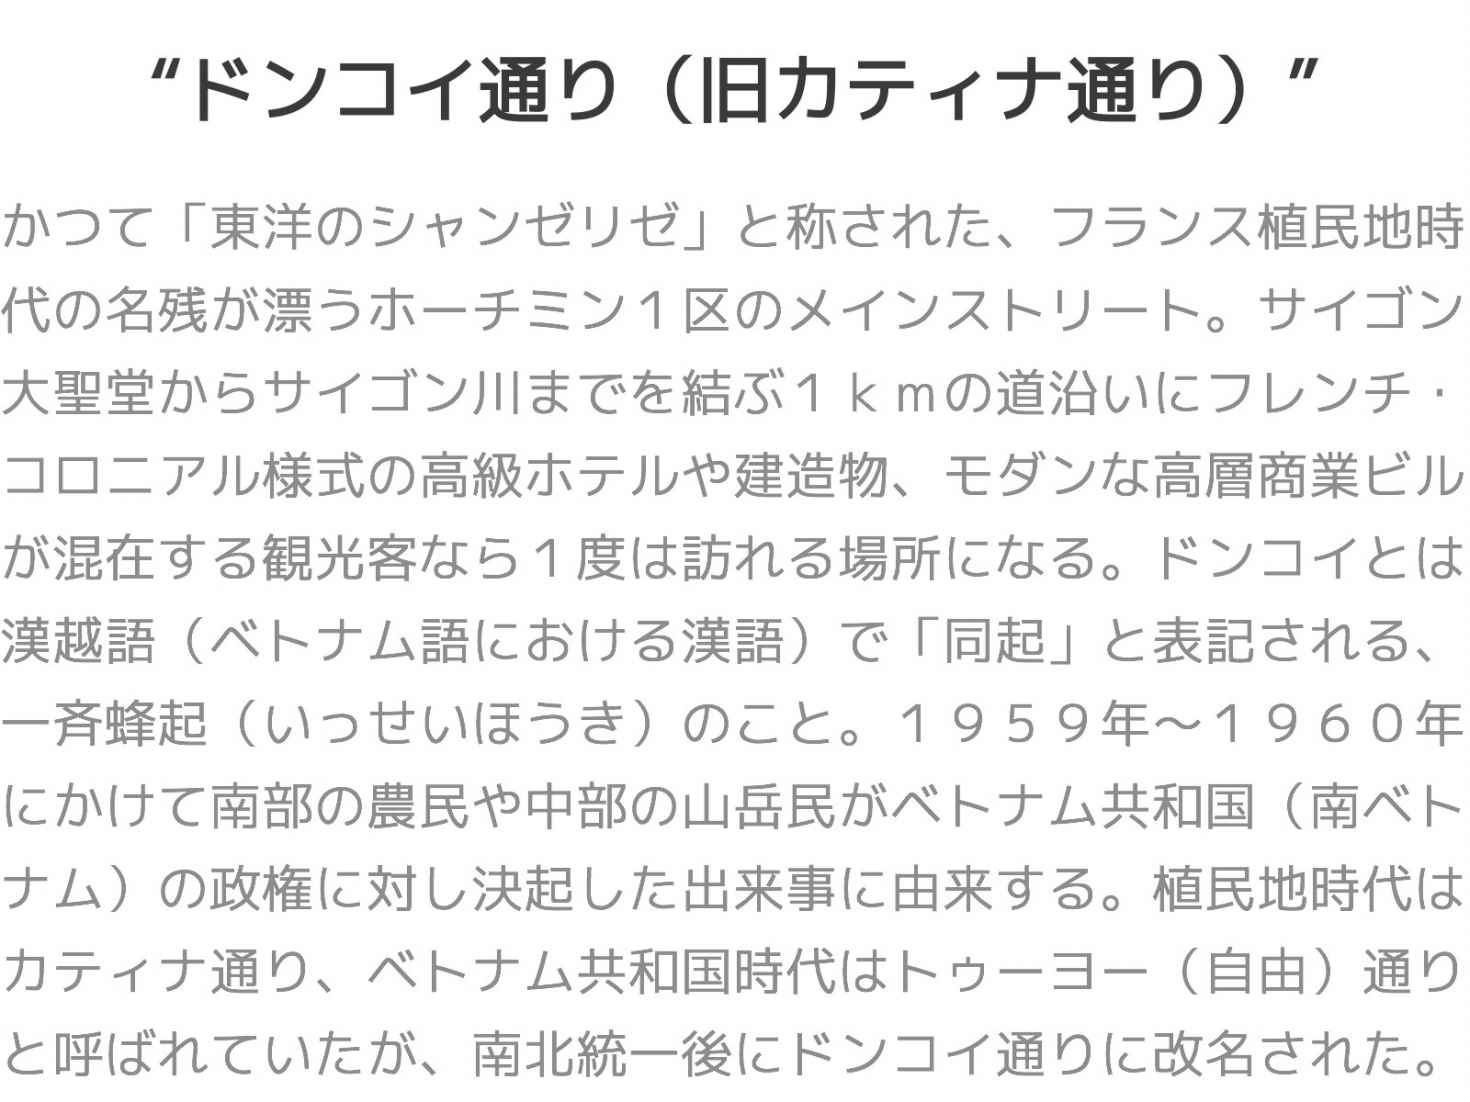 “ドンコイ通り（旧カティナ通り）”
かつて「東洋のシャンゼリゼ」と称された、フランス植民地時
代の名残が漂うホーチミン１区のメインストリート。サイゴン
大聖堂からサイゴン川までを結ぶ１ｋｍの道沿いにフレンチ・
コロニアル様式の高級ホテルや建造物、モダンな高層商業ビル
が混在する観光客なら１度は訪れる場所になる。ドンコイとは
漢越語（ベトナム語における漢語）で「同起」と表記される、
一斉蜂起（いっせいほうき）のこと。１９５９年〜１９６０年
にかけて南部の農民や中部の山岳民がベトナム共和国（南ベト
ナム）の政権に対し決起した出来事に由来する。植民地時代は
カティナ通り、ベトナム共和国時代はトゥーヨー（自由）通り
と呼ばれていたが、南北統一後にドンコイ通りに改名された。